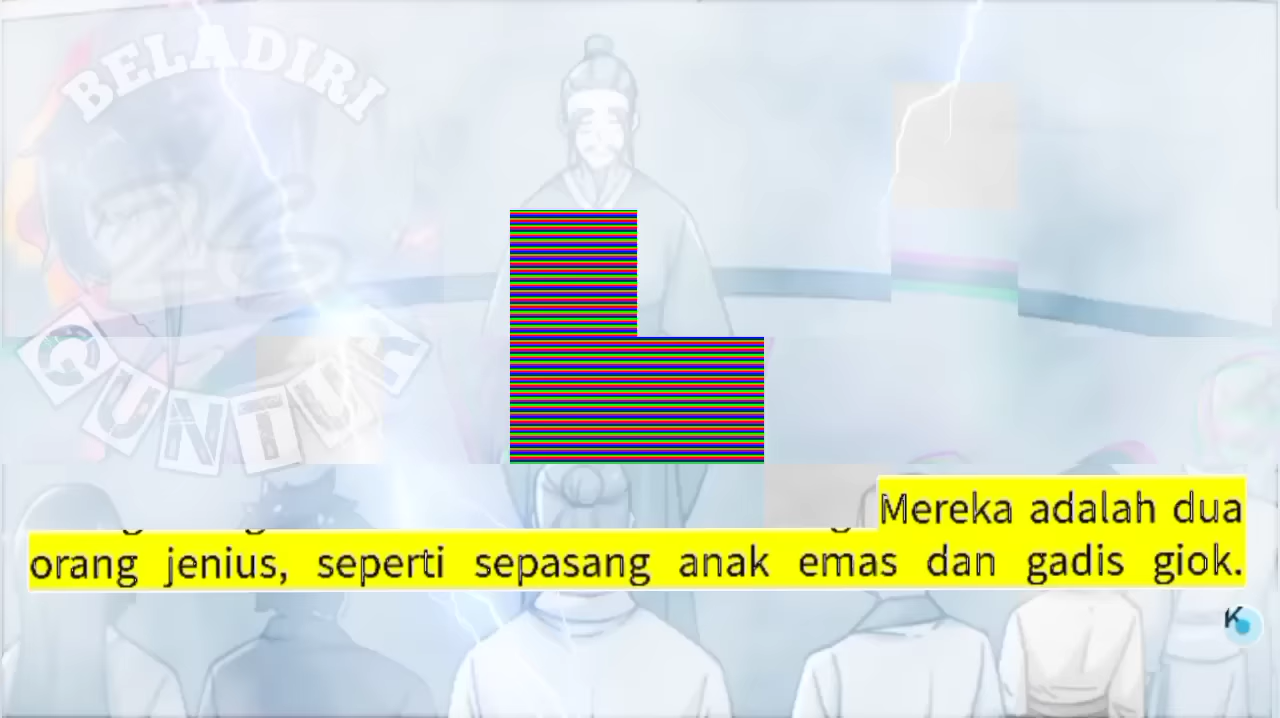 BELADIRI
GUNTUR
Mereka adalah dua
orang jenius, seperti sepasang anak emas dan gadis giok.
K